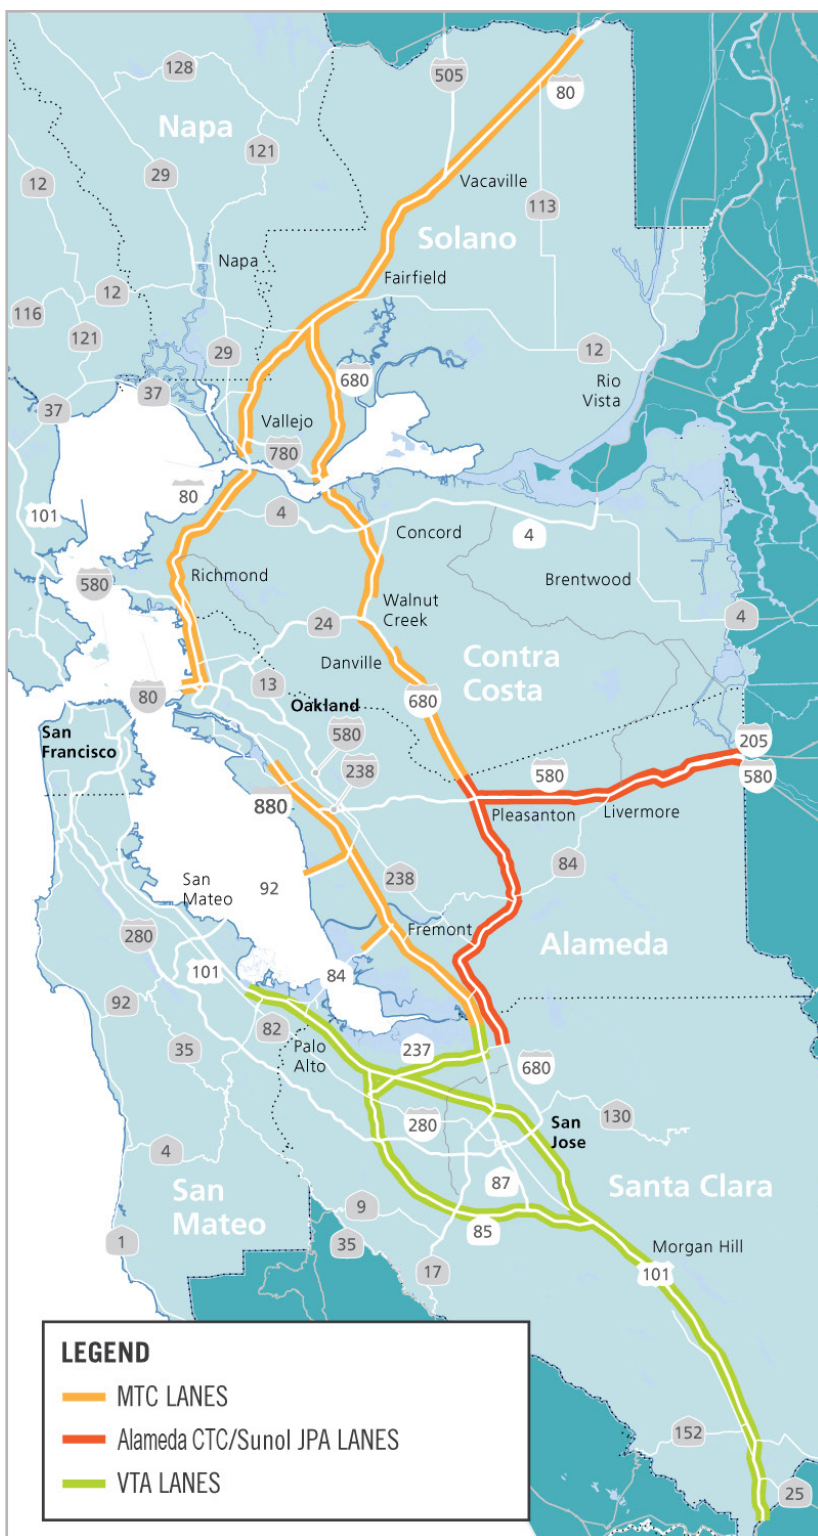 128
505
80
Napa
121
12
29
Vacaville
113
Solano
Napa
Fairfield
12
116
121
29
12
680
Rio
Vista
37
37
Vallejo
780
80
101
4
Concord
4
Richmond
580
Brentwood
Walnut
Creek
24
4
Danville
Contra
Costa
13
80
680
Oakland
San
Francisco
580
205
238
580
580
880
Pleasanton
Livermore
84
San
Mateo
92
238
Fremont
280
Alameda
101
84
92
82
35
Palo
Alto
237
680
280
San
Jose
130
4
87
Santa Clara
San
Mateo
9
85
1
35
Morgan Hill
17
101
LEGEND
MTC LANES
Alameda CTC/Sunol JPA LANES
VTA LANES
152
25